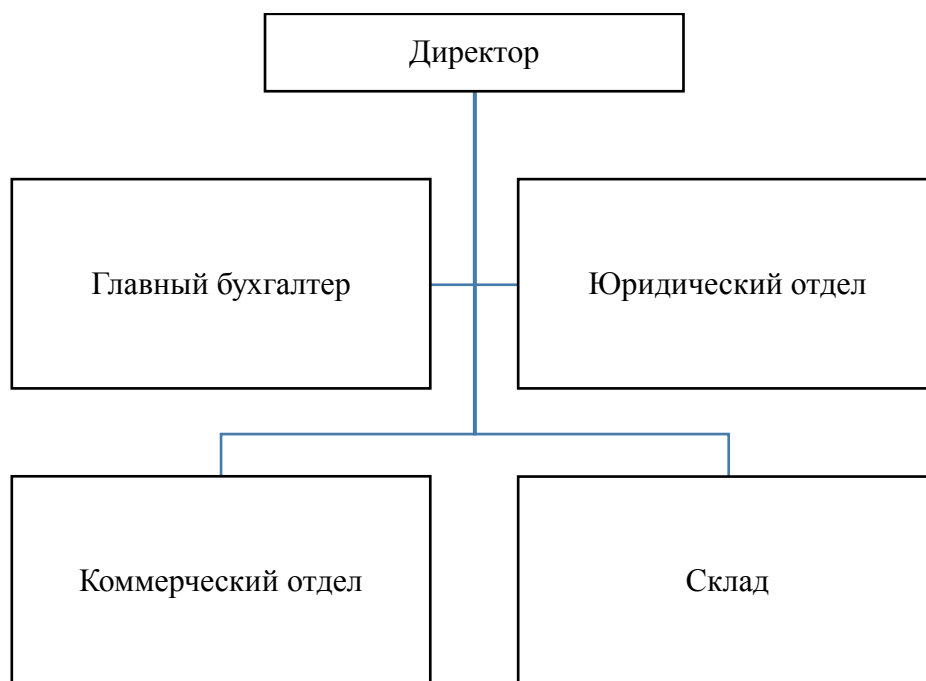 Директор
Главный бухгалтер
Юридический отдел
Коммерческий отдел
Склад